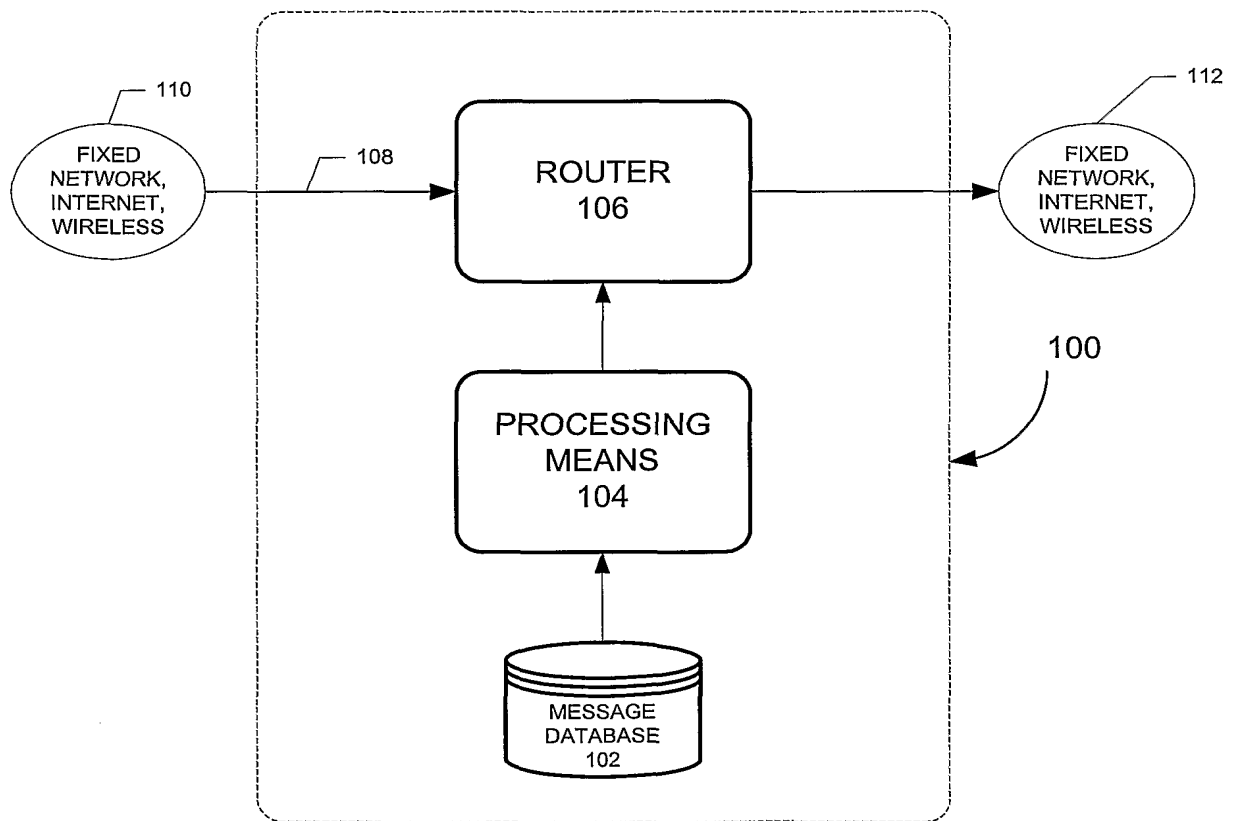 110
FIXED
NETWORK,
INTERNET,
WIRELESS
108
ROUTER
106
112
FIXED
NETWORK,
INTERNET,
WIRELESS
100
PROCESSING
MEANS
104
MESSAGE
DATABASE
102